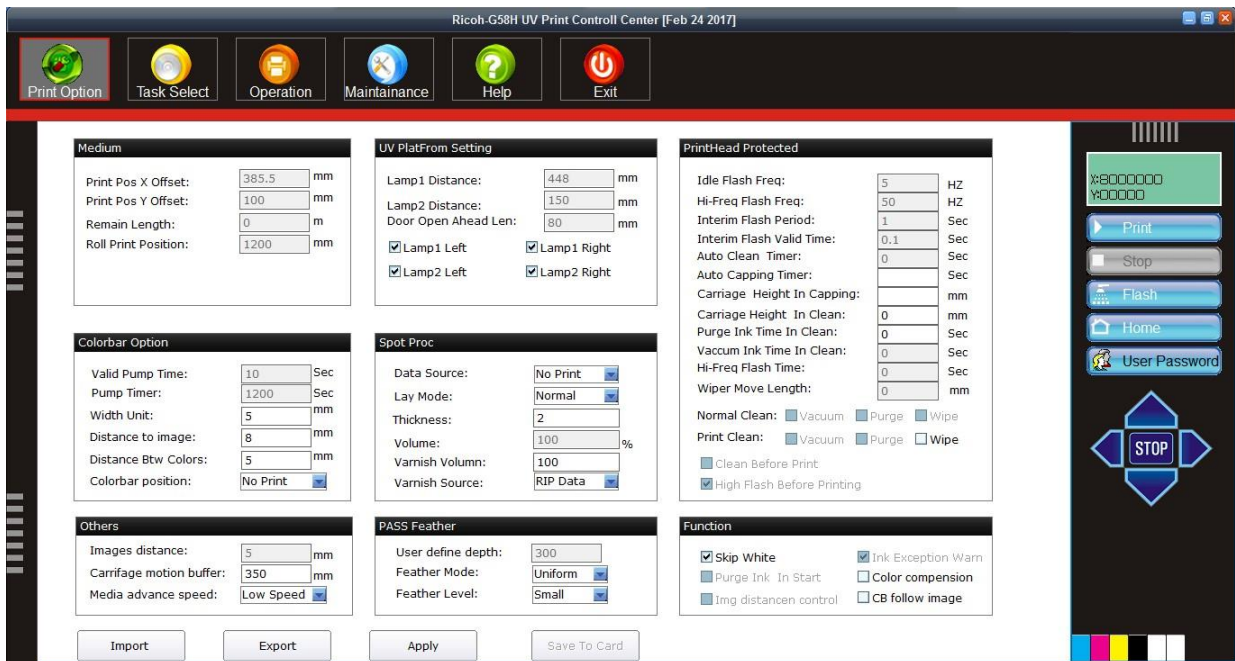 Ricoh-G58H UV Print Controll Center [Feb 24 2017]
Print Option
Task Select
Operation
Maintainance
Help
Exit
Medium
Print Pos X Offset: 385.5 mm
Print Pos Y Offset: 100 mm
Remain Length: 0 m
Roll Print Position: 1200 mm
UV PlatFrom Setting
Lamp1 Distance: 448 mm
Lamp2 Distance: 150 mm
Door Open Ahead Len: 80 mm
Lamp1 Left Lamp1 Right
Lamp2 Left Lamp2 Right
PrintHead Protected
Idle Flash Freq: 5 HZ
Hi-Freq Flash Freq: 50 HZ
Interim Flash Period: 1 Sec
Interim Flash Valid Time: 0.1 Sec
Auto Clean Timer: 0 Sec
Auto Capping Timer: Sec
Carriage Height In Capping: mm
Carriage Height In Clean: 0 mm
Purge Ink Time In Clean: 0 Sec
Vaccum Ink Time In Clean: 0 Sec
Hi-Freq Flash Time: 0 Sec
Wiper Move Length: 0 mm
Normal Clean: Vacuum Purge Wipe
Print Clean: Vacuum Purge Wipe
Clean Before Print
High Flash Before Printing
Colorbar Option
Valid Pump Time: 10 Sec
Pump Timer: 1200 Sec
Width Unit: 5 mm
Distance to image: 8 mm
Distance Btw Colors: 5 mm
Colorbar position: No Print
Spot Proc
Data Source: No Print
Lay Mode: Normal
Thickness: 2
Volume: 100 %
Varnish Volumn: 100
Varnish Source: RIP Data
Others
Images distance: 5 mm
Carrifage motion buffer: 350 mm
Media advance speed: Low Speed
PASS Feather
User define depth: 300
Feather Mode: Uniform
Feather Level: Small
Function
Skip White Ink Exception Warn
Purge Ink In Start Color compension
Img distancen control CB follow image
Import
Export
Apply
Save To Card
X:8000000
Y:00000
Print
Stop
Flash
Home
User Password
STOP